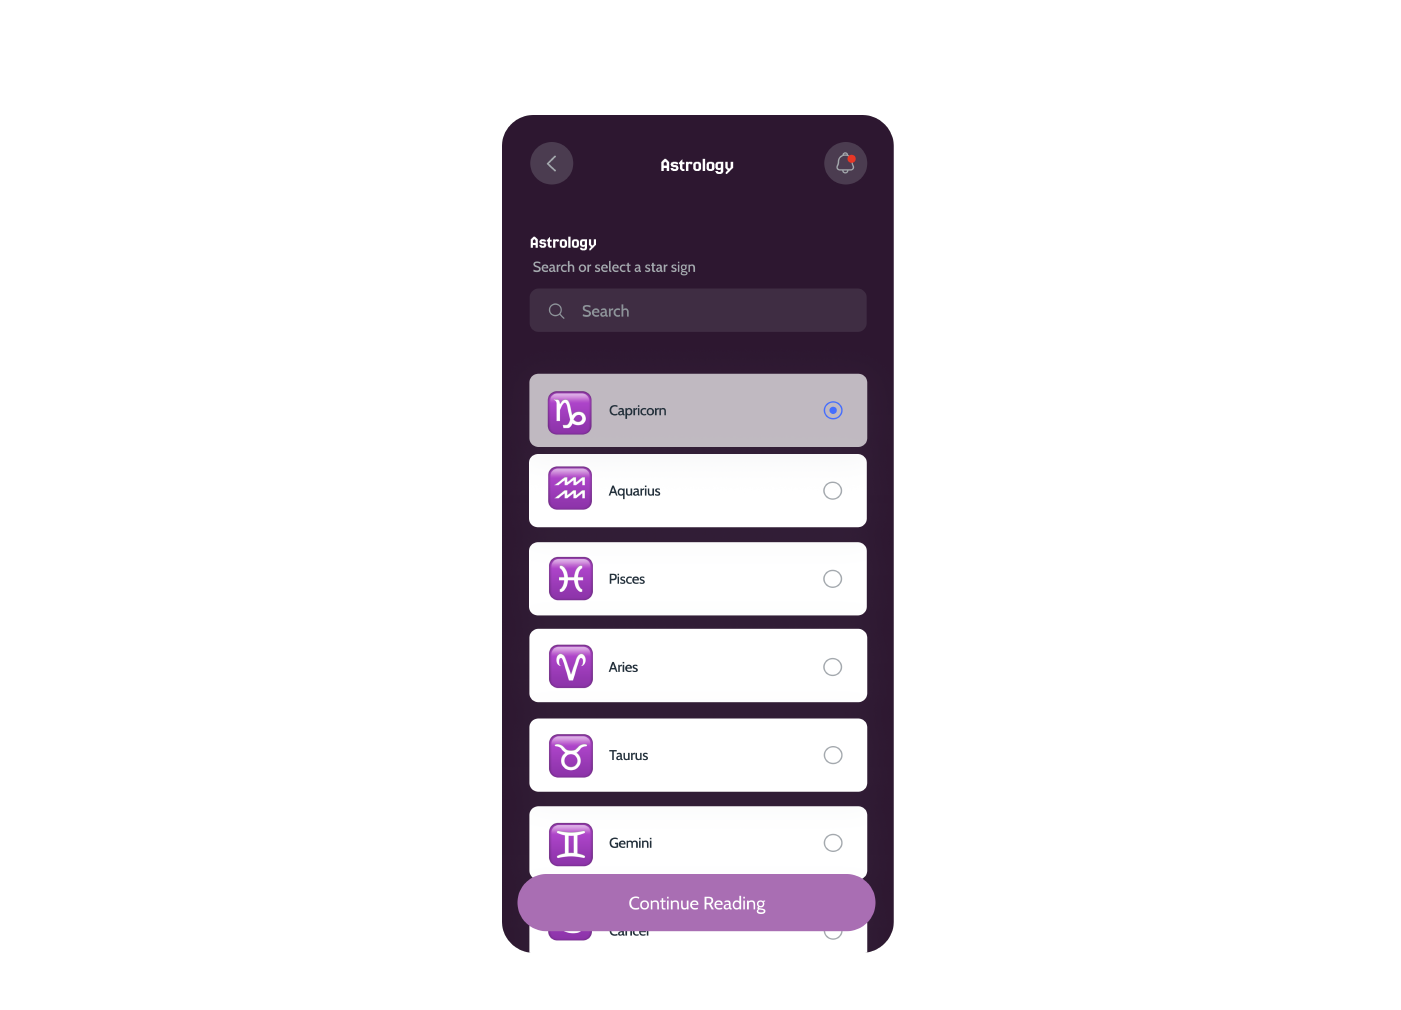 Astrology
Astrology
Search or select a star sign
Search
Capricorn
Aquarius
Pisces
Aries
Taurus
Gemini
Continue Reading
Cancer